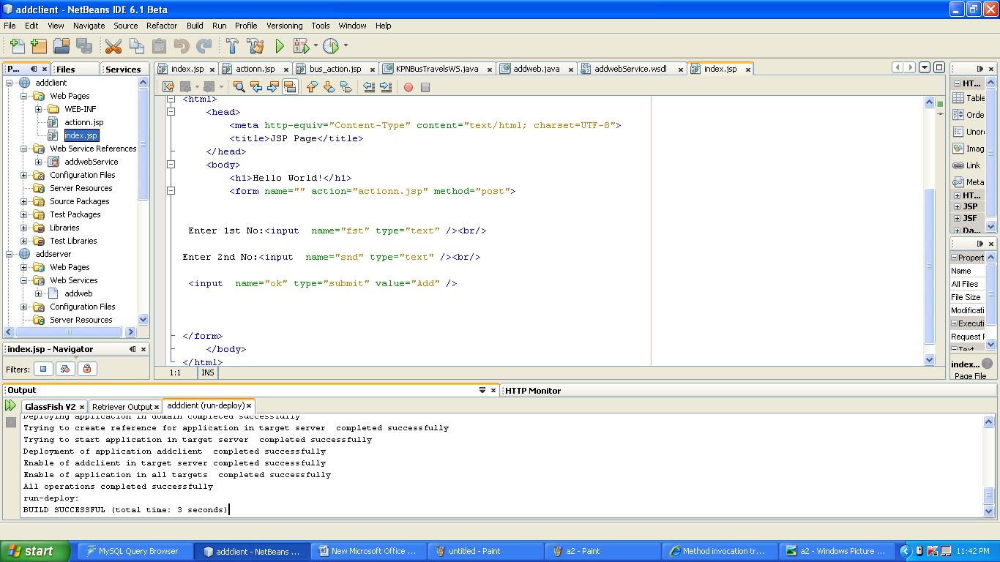 addclient - NetBeans IDE 6.1 Beta
File Edit View Navigate Source Refactor Build Run Profile Versioning Tools Window Help
P... Files Services
index.jsp actionn.jsp bus_action.jsp KPNBusTravelsWS.java addweb.java addwebService.wsdl index.jsp
addclient
Web Pages
WEB-INF
actionn.jsp
index.jsp
Web Service References
addwebService
Configuration Files
Server Resources
Source Packages
Test Packages
Libraries
Test Libraries
addserver
Web Pages
Web Services
addweb
Configuration Files
Server Resources
index.jsp - Navigator
Filters:
<html>
<head>
<meta http-equiv="Content-Type" content="text/html; charset=UTF-8">
<title>JSP Page</title>
</head>
<body>
<h1>Hello World!</h1>
<form name="" action="actionn.jsp" method="post">
Enter 1st No:<input  name="fst" type="text" /><br/>
Enter 2nd No:<input  name="snd" type="text" /><br/>
<input  name="ok" type="submit" value="Add" />
</form>
</body>
</html>
1:1 INS
HT...
Table
Orde
Unor
Imag
Link
Meta
HT...
JSP
JSF
Da...
Propert
Name
All Files
File Size
Modificati
Executi
Request P
Text
index...
Page File
Output
HTTP Monitor
GlassFish V2 Retriever Output addclient (run-deploy)
Deploying application in domain completed successfully
Trying to create reference for application in target server  completed successfully
Trying to start application in target server  completed successfully
Deployment of application addclient  completed successfully
Enable of addclient in target server completed successfully
Enable of application in all targets  completed successfully
All operations completed successfully
run-deploy:
BUILD SUCCESSFUL (total time: 3 seconds)
start MySQL Query Browser addclient - NetBeans ... New Microsoft Office ... untitled - Paint a2 - Paint Method invocation tr... a2 - Windows Picture ... 11:42 PM